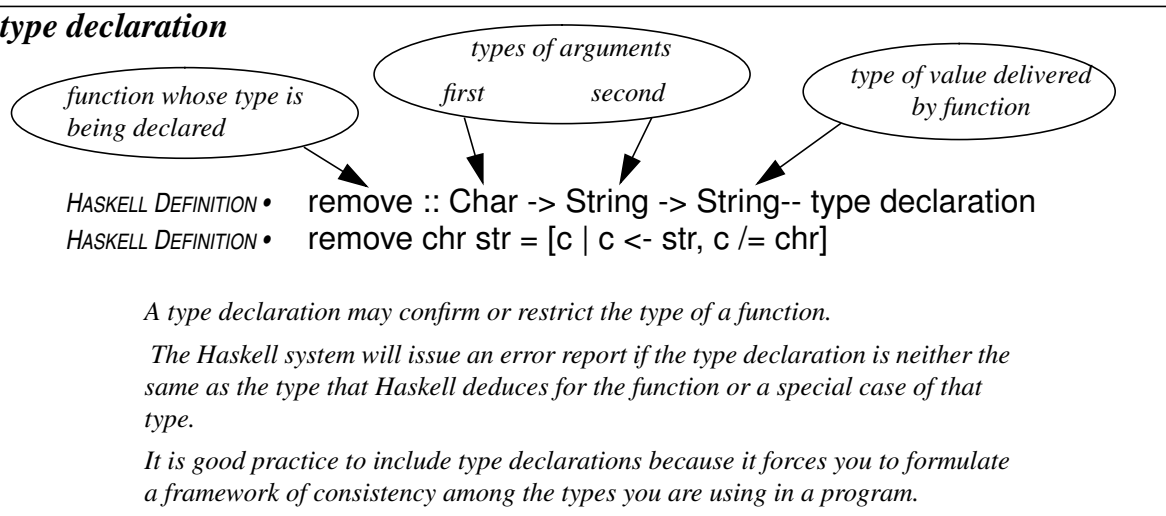 type declaration
types of arguments
first second
function whose type is
being declared
type of value delivered
by function
HASKELL DEFINITION • remove :: Char -> String -> String-- type declaration
HASKELL DEFINITION • remove chr str = [c | c <- str, c /= chr]
A type declaration may confirm or restrict the type of a function.
The Haskell system will issue an error report if the type declaration is neither the
same as the type that Haskell deduces for the function or a special case of that
type.
It is good practice to include type declarations because it forces you to formulate
a framework of consistency among the types you are using in a program.